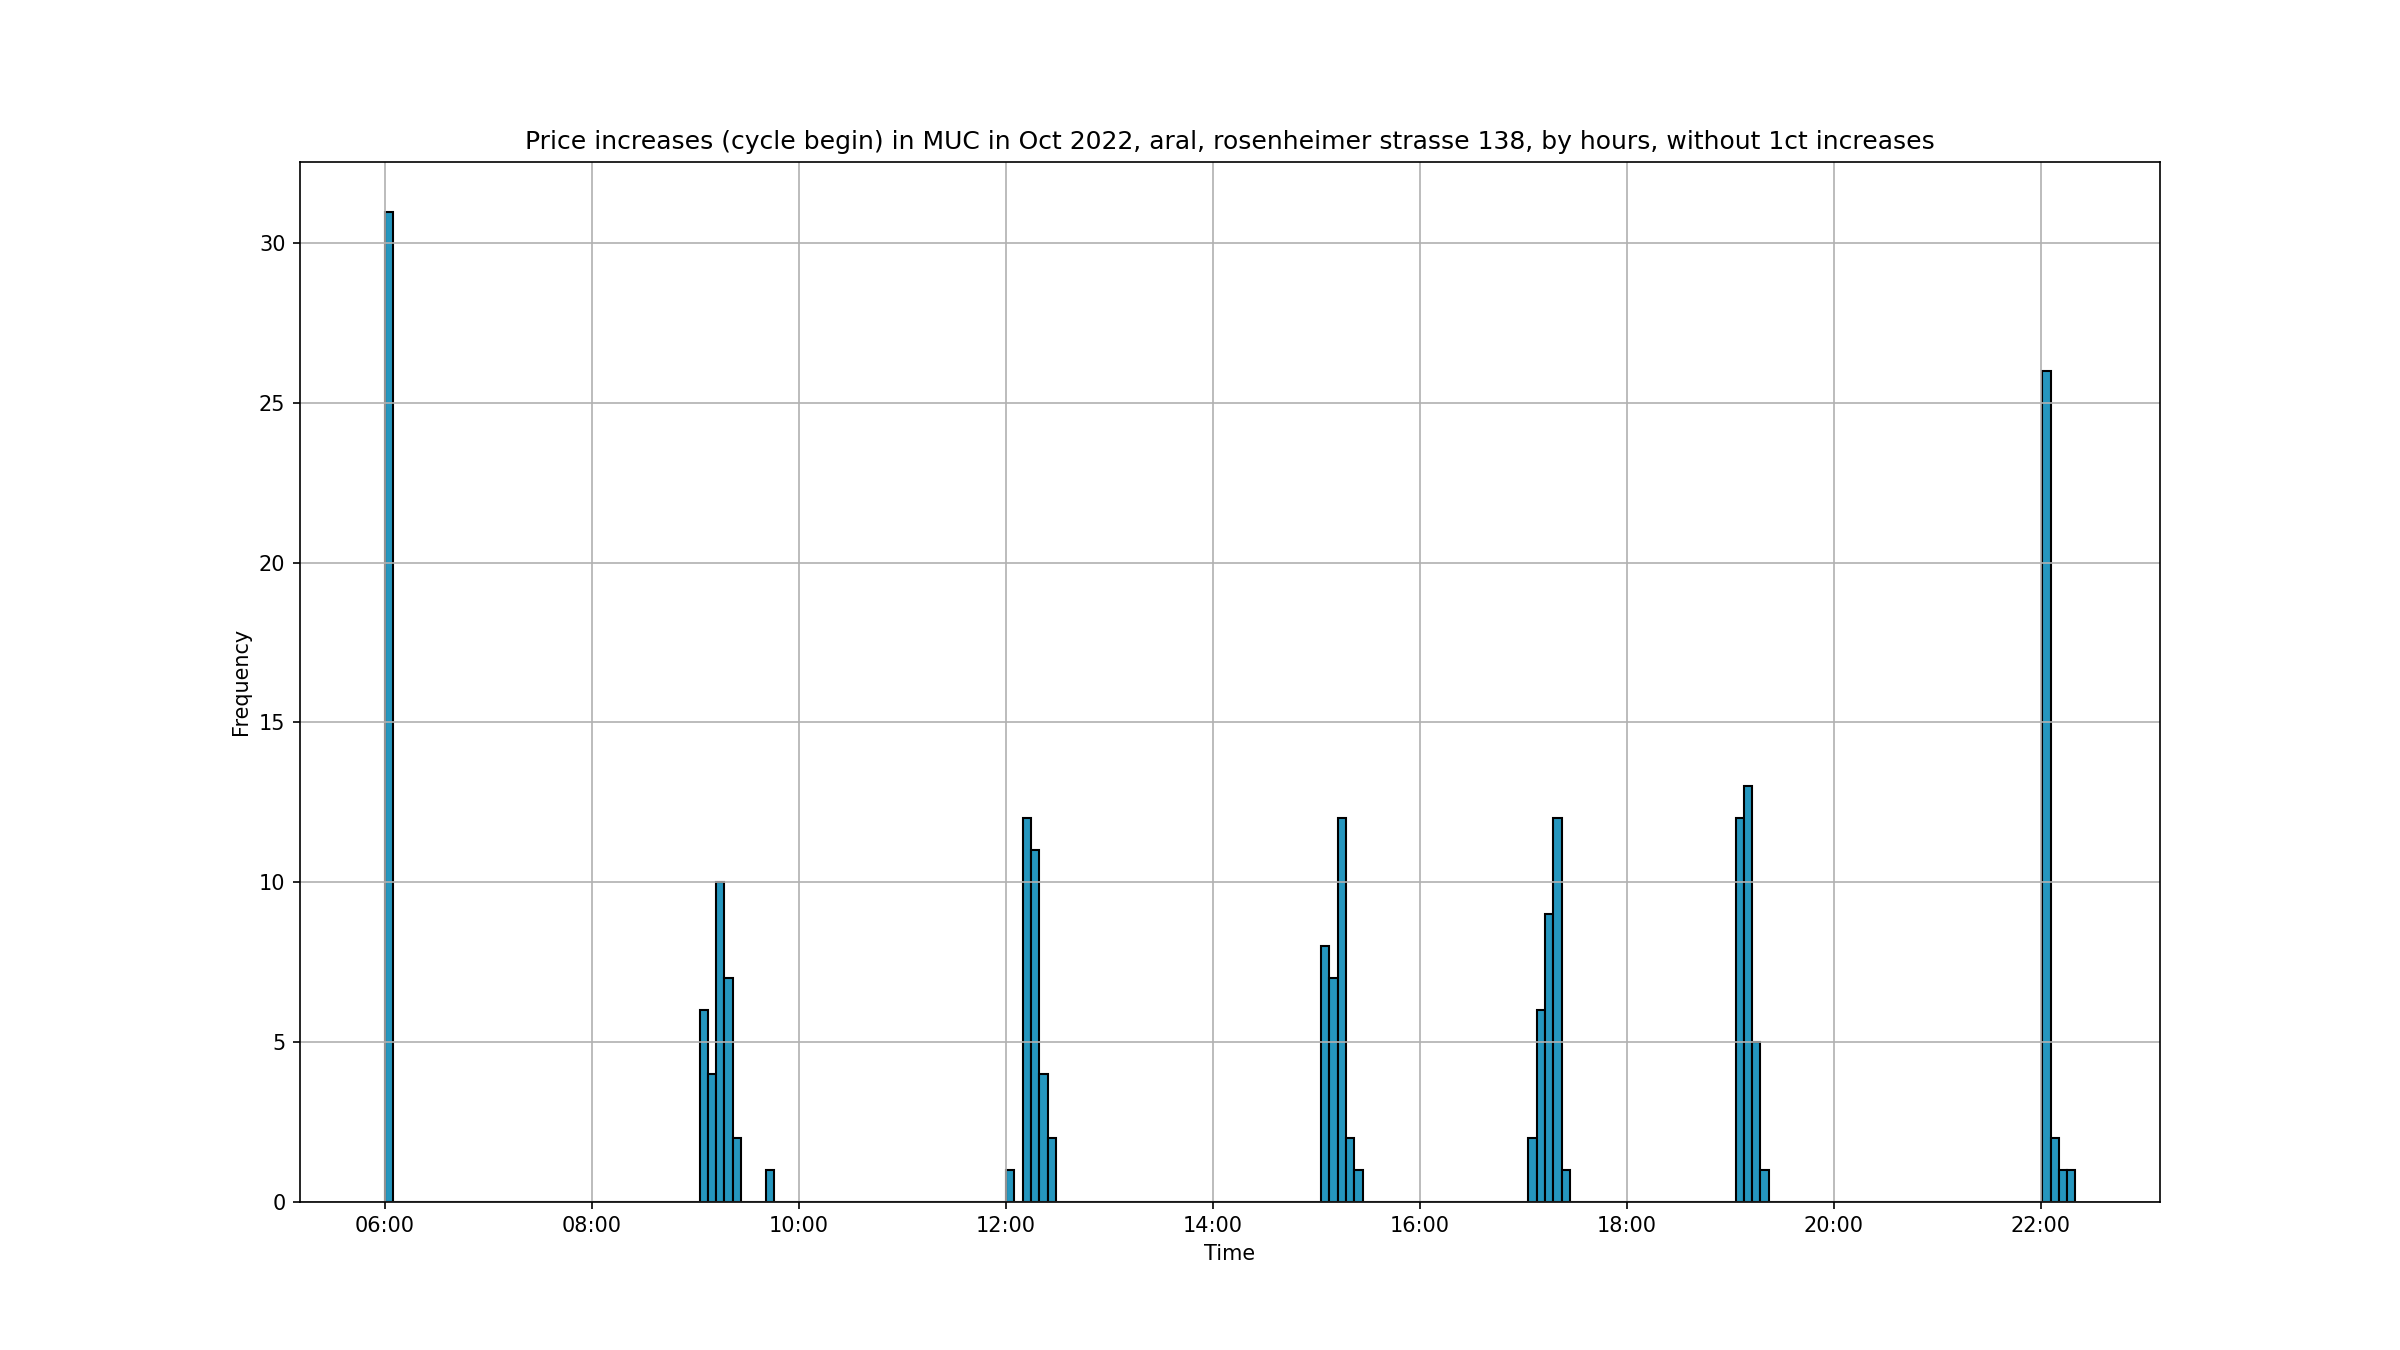 Price increases (cycle begin) in MUC in Oct 2022, aral, rosenheimer strasse 138, by hours, without 1ct increases
30
25
20
15
10
5
0
Frequency
06:00 08:00 10:00 12:00 14:00 16:00 18:00 20:00 22:00
Time